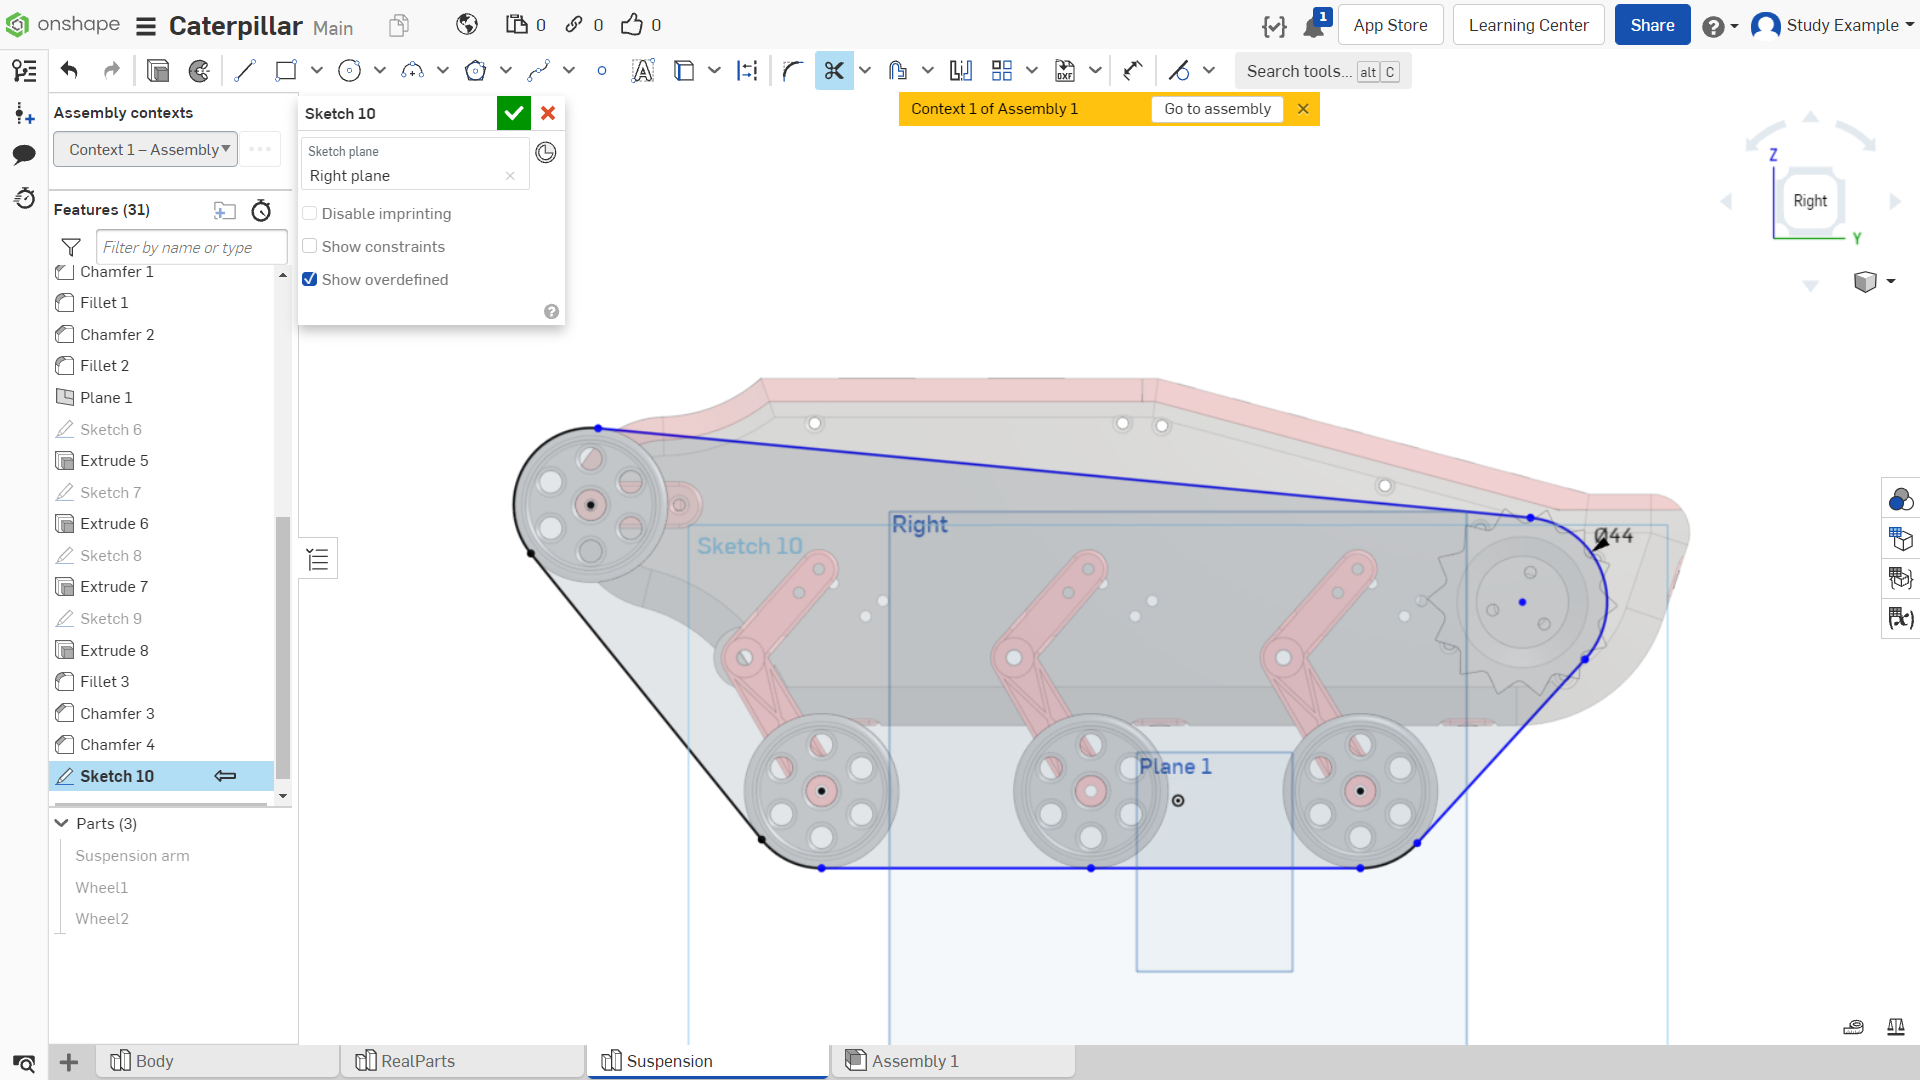 onshape Caterpillar Main 0 0 0 1 App Store Learning Center Share Study Example
Search tools... alt C
Assembly contexts
Context 1 – Assembly
Features (31)
Filter by name or type
Chamfer 1
Fillet 1
Chamfer 2
Fillet 2
Plane 1
Sketch 6
Extrude 5
Sketch 7
Extrude 6
Sketch 8
Extrude 7
Sketch 9
Extrude 8
Fillet 3
Chamfer 3
Chamfer 4
Sketch 10
Parts (3)
Suspension arm
Wheel1
Wheel2
Sketch 10
Sketch plane
Right plane
Disable imprinting
Show constraints
Show overdefined
Context 1 of Assembly 1 Go to assembly
Z
Right
Y
Right
Sketch 10
Ø44
Plane 1
Body RealParts Suspension Assembly 1